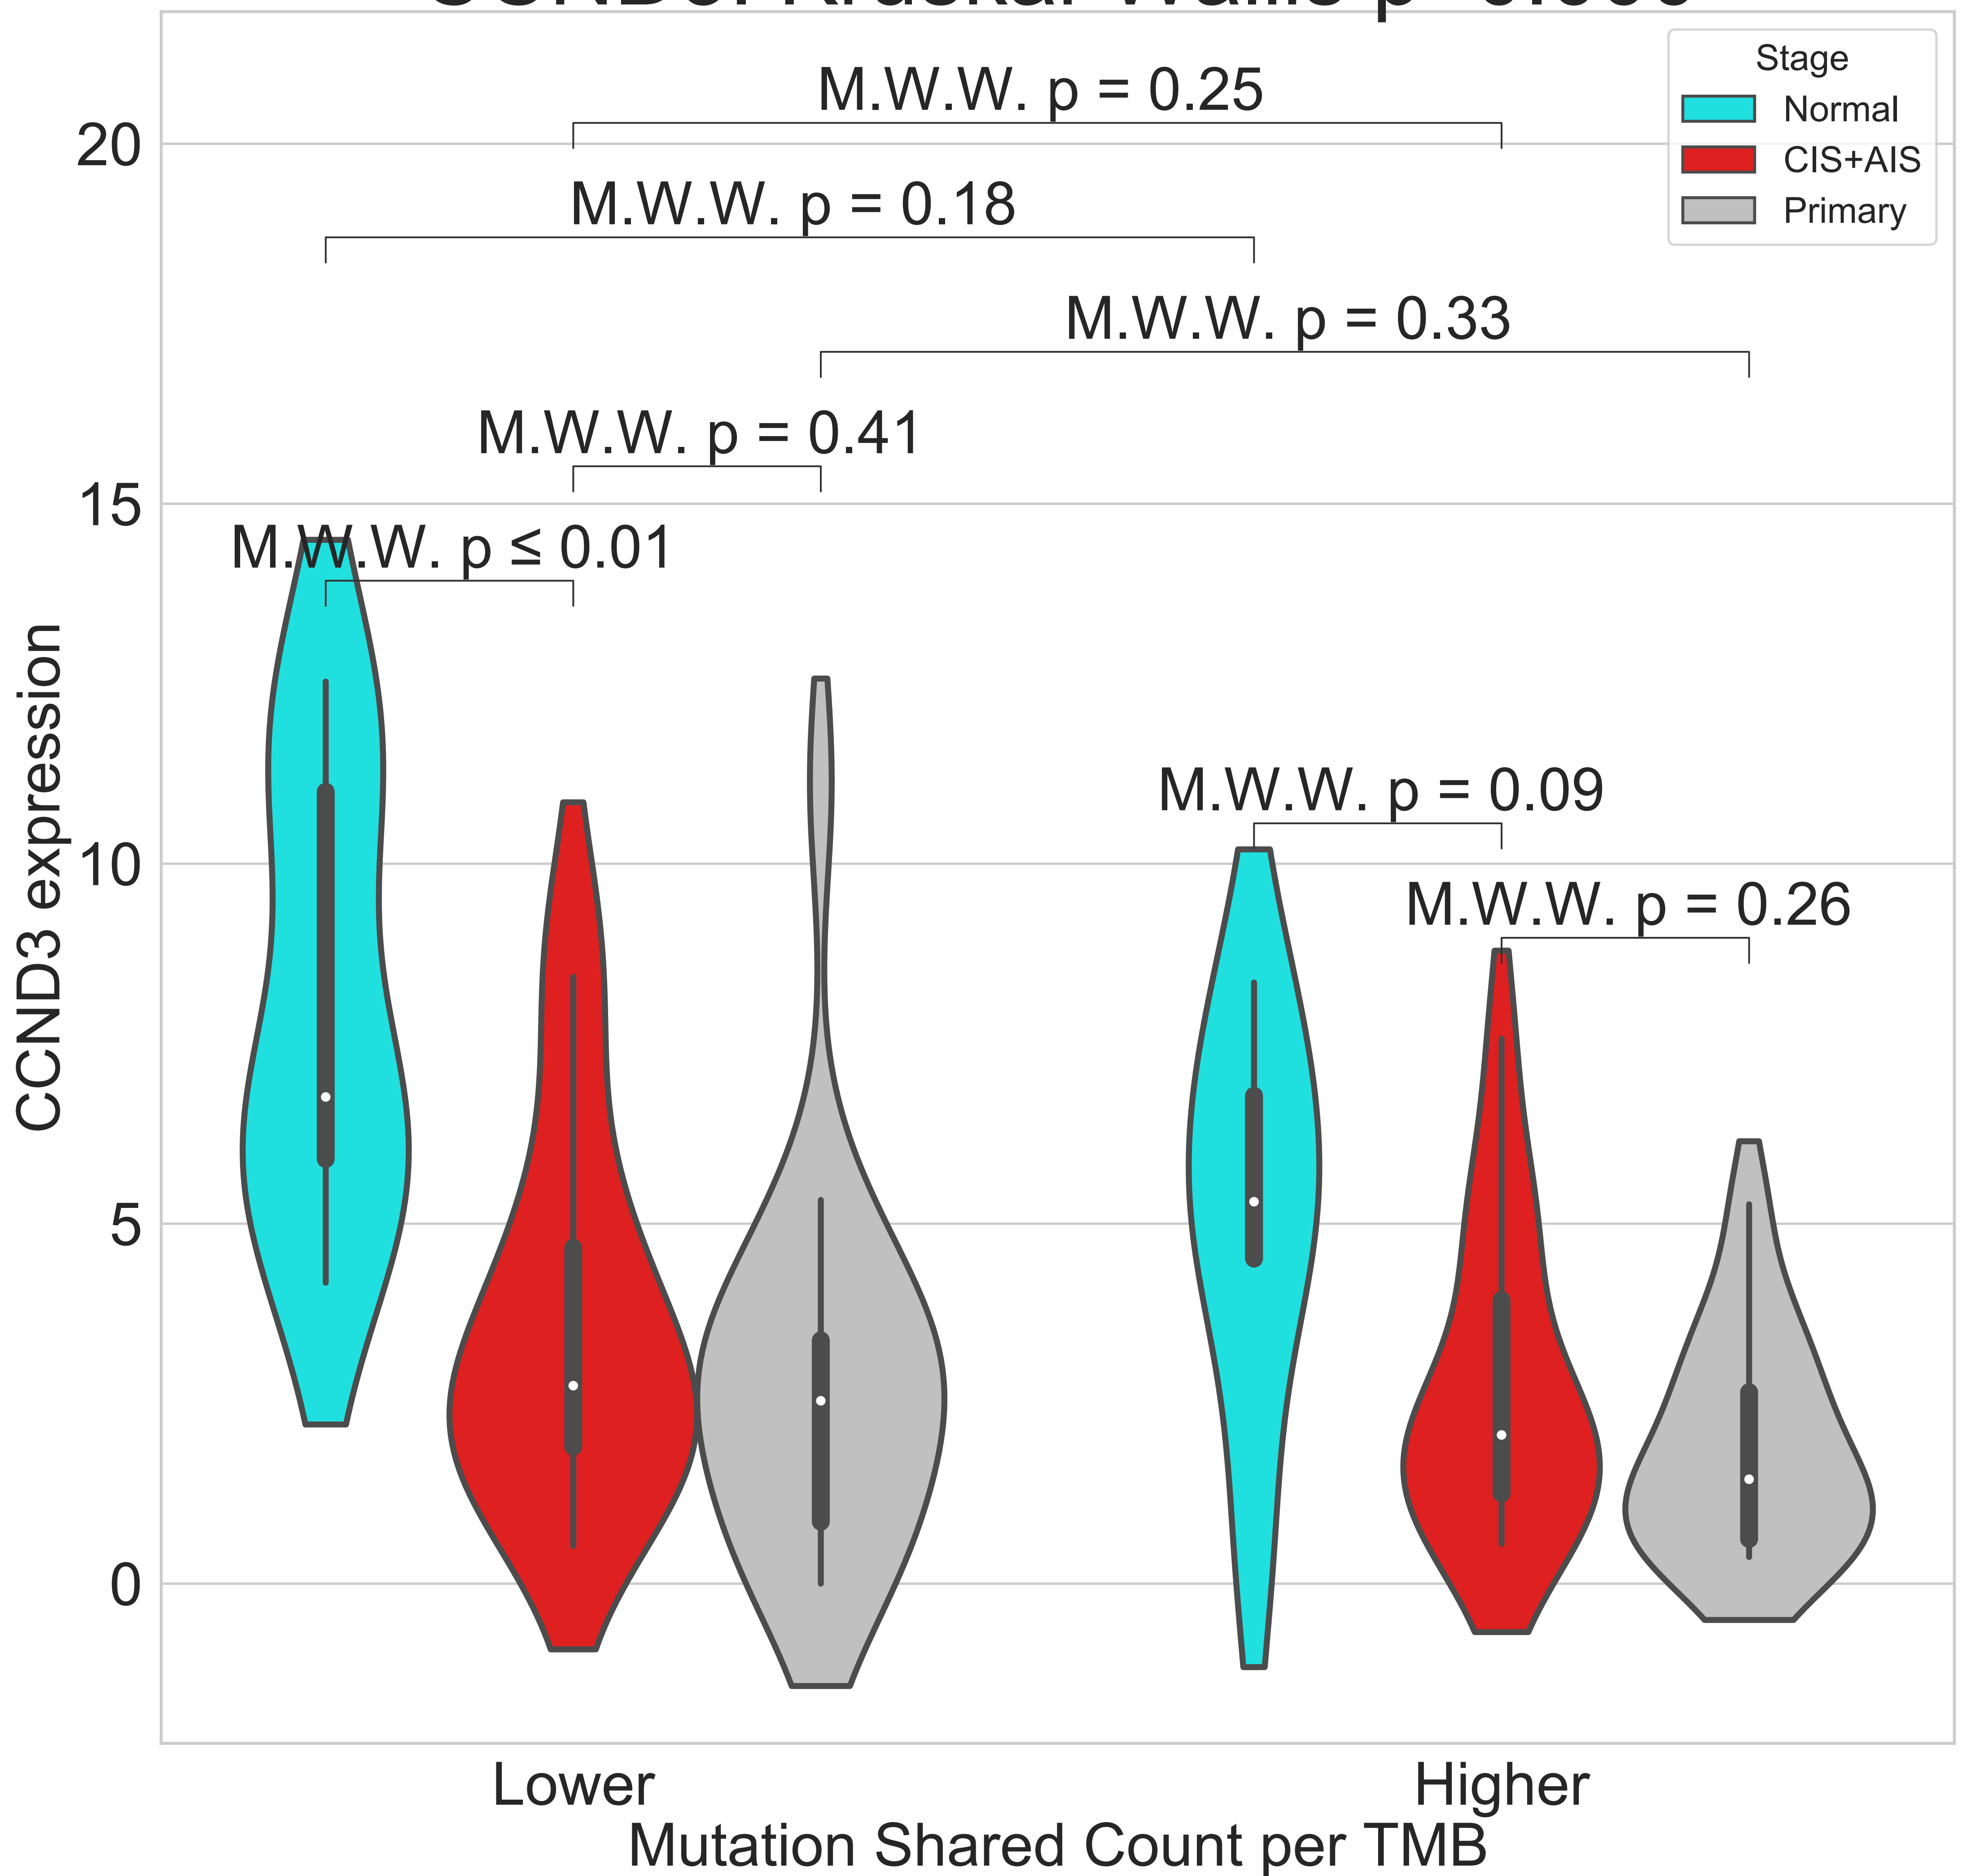 Stage
Normal
CIS+AIS
Primary
M.W.W. p = 0.25
20
M.W.W. p = 0.18
M.W.W. p = 0.33
M.W.W. p = 0.41
15
M.W.W. p ≤ 0.01
M.W.W. p = 0.09
10
M.W.W. p = 0.26
CCND3 expression
5
0
Lower
Higher
Mutation Shared Count per TMB